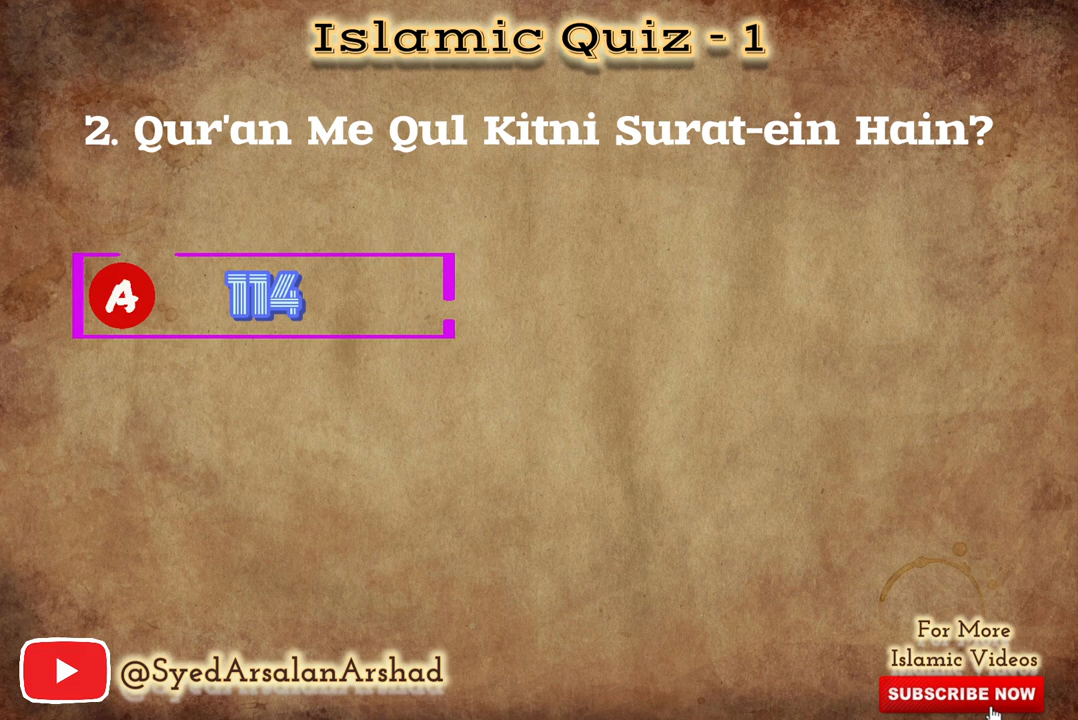 Islamic Quiz - 1
2. Qur'an Me Qul Kitni Surat-ein Hain?
A 114
@SyedArsalanArshad
For More
Islamic Videos
SUBSCRIBE NOW